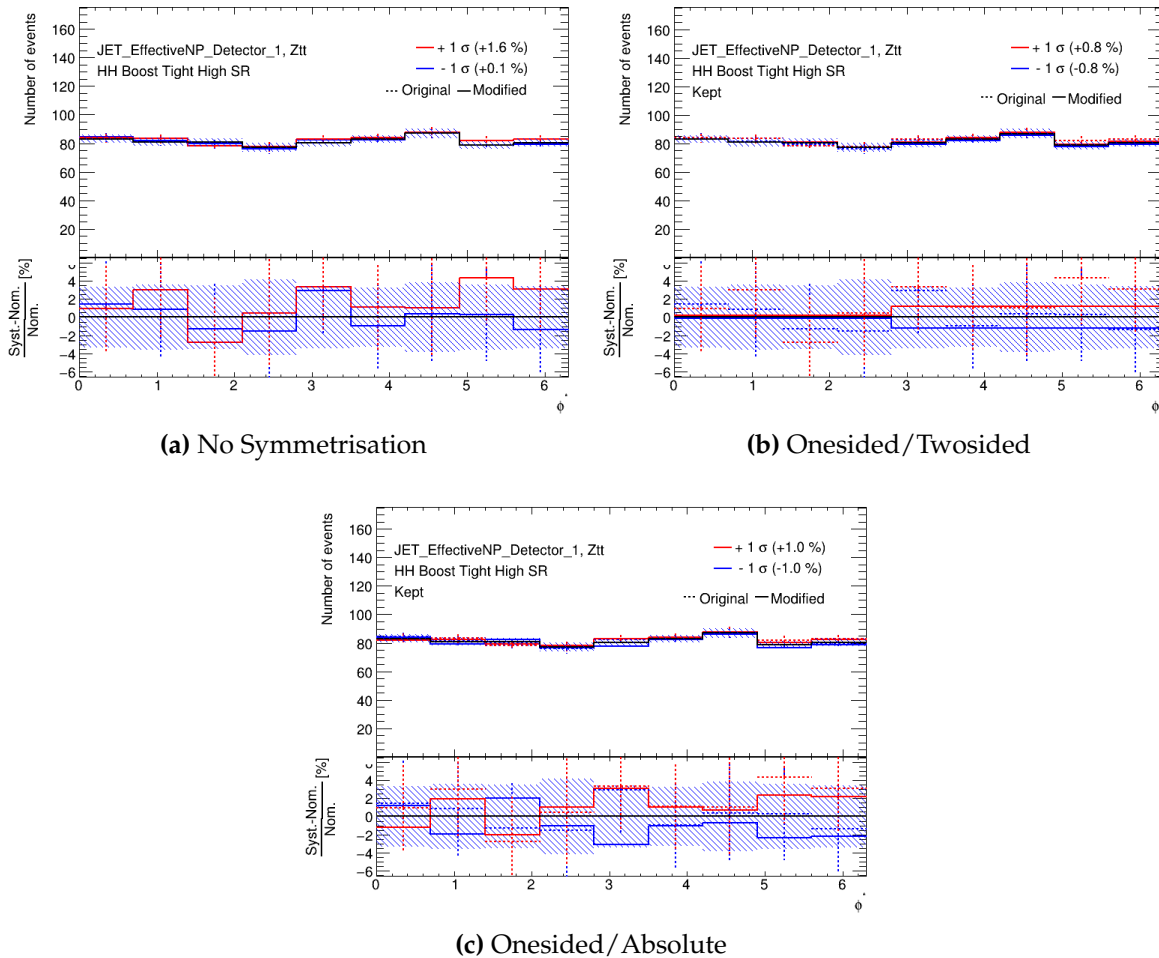 Number of events
160
140
120
100
80
60
40
20
JET_EffectiveNP_Detector_1, Ztt
HH Boost Tight High SR
+ 1 σ (+1.6 %)
- 1 σ (+0.1 %)
Original Modified
Syst.-Nom.
Nom.
[%]
4
2
0
−2
−4
−6
0 1 2 3 4 5 6
ϕ*
(a) No Symmetrisation
Number of events
160
140
120
100
80
60
40
20
JET_EffectiveNP_Detector_1, Ztt
HH Boost Tight High SR
Kept
+ 1 σ (+0.8 %)
- 1 σ (-0.8 %)
Original Modified
Syst.-Nom.
Nom.
[%]
4
2
0
−2
−4
−6
0 1 2 3 4 5 6
ϕ*
(b) Onesided/Twosided
Number of events
160
140
120
100
80
60
40
20
JET_EffectiveNP_Detector_1, Ztt
HH Boost Tight High SR
Kept
+ 1 σ (+1.0 %)
- 1 σ (-1.0 %)
Original Modified
Syst.-Nom.
Nom.
[%]
4
2
0
−2
−4
−6
0 1 2 3 4 5 6
ϕ*
(c) Onesided/Absolute